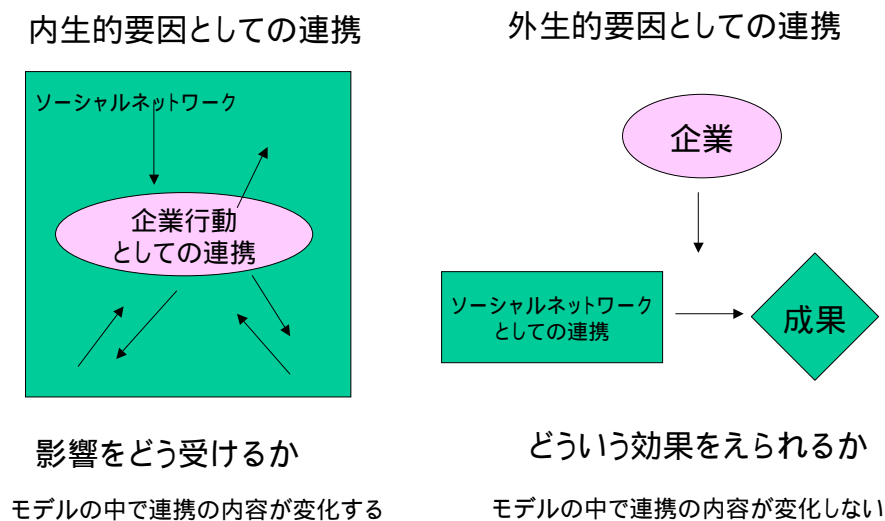 内生的要因としての連携
ソーシャルネットワーク
企業行動
としての連携
影響をどう受けるか
モデルの中で連携の内容が変化する
外生的要因としての連携
企業
ソーシャルネットワーク
としての連携
成果
どういう効果をえられるか
モデルの中で連携の内容が変化しない